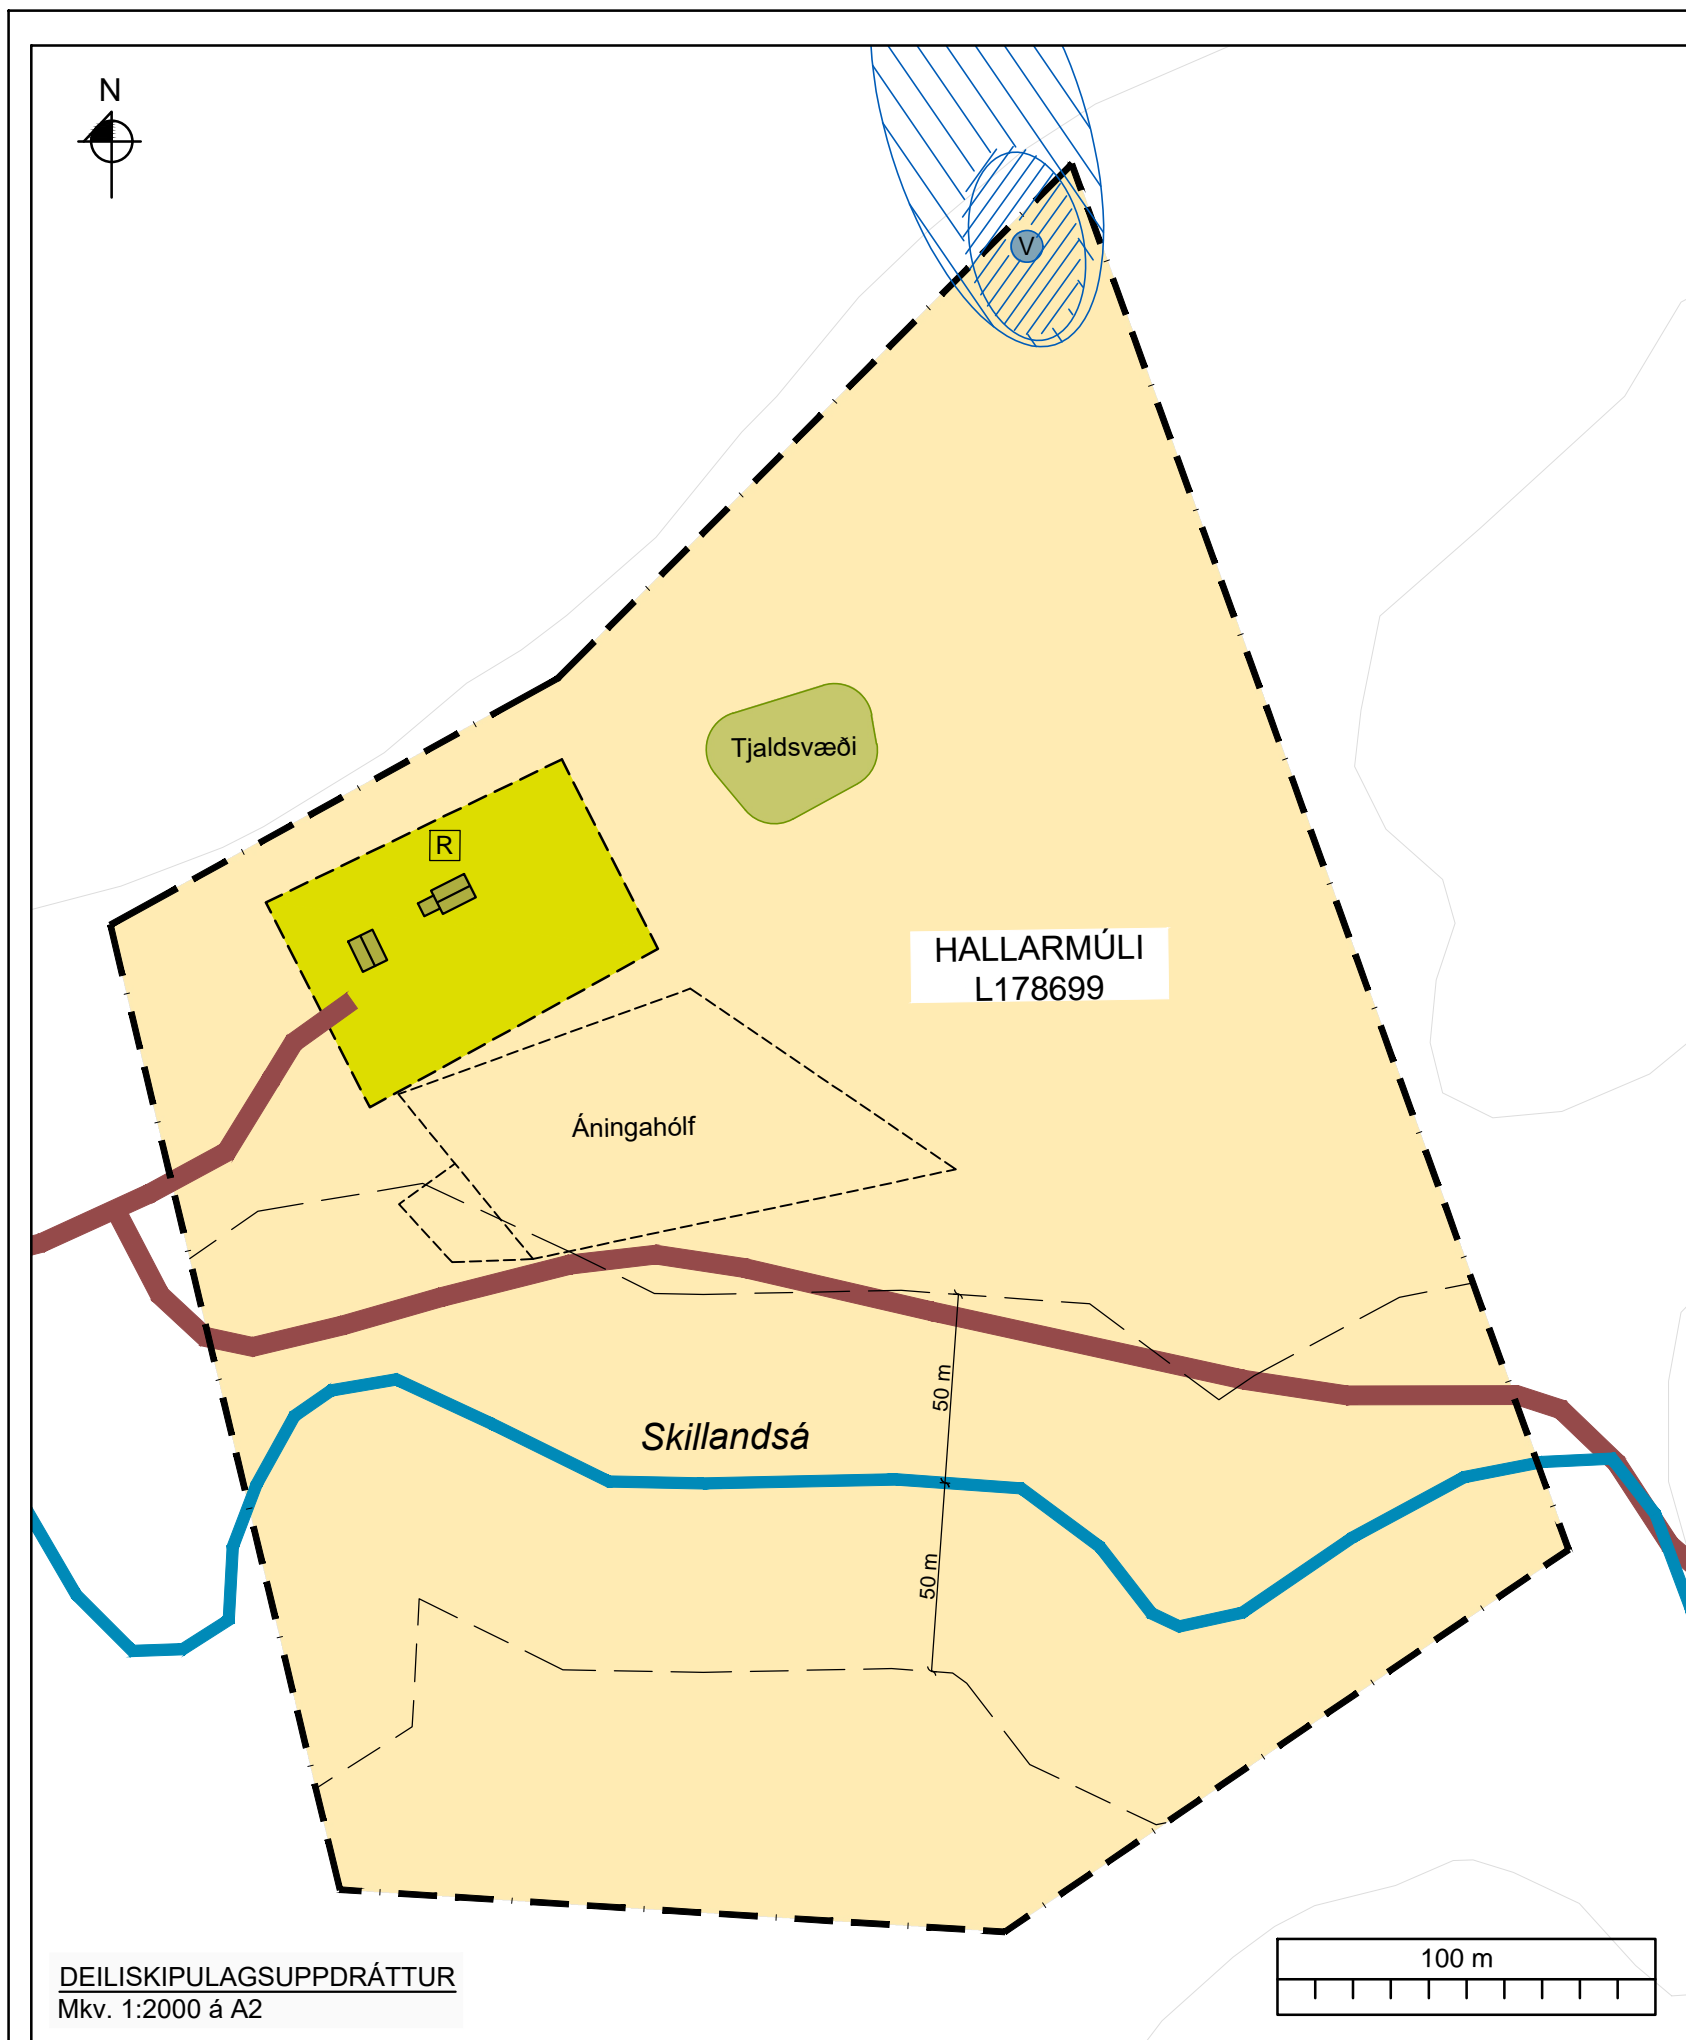 N
V
Tjaldsvæði
R
HALLARMÚLI
L178699
Áningahólf
50 m
Skillandsá
50 m
DEILISKIPULAGSUPPDRÁTTUR
Mkv. 1:2000 á A2
100 m